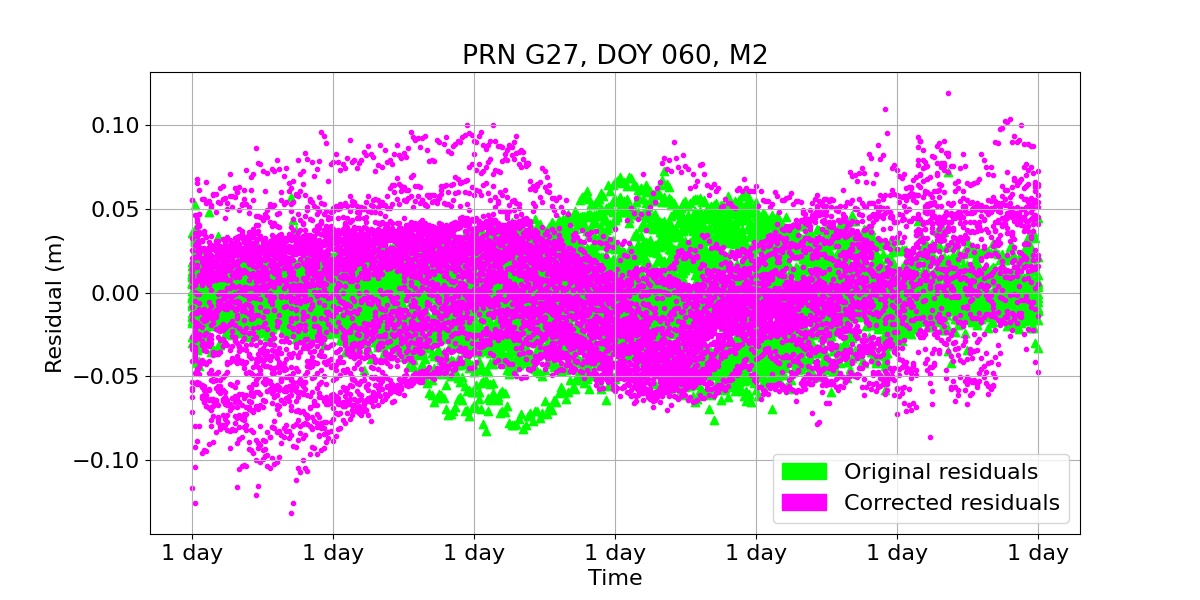 PRN G27, DOY 060, M2
Residual (m)
0.10
0.05
0.00
−0.05
−0.10
Original residuals
Corrected residuals
1 day 1 day 1 day 1 day 1 day 1 day 1 day
Time